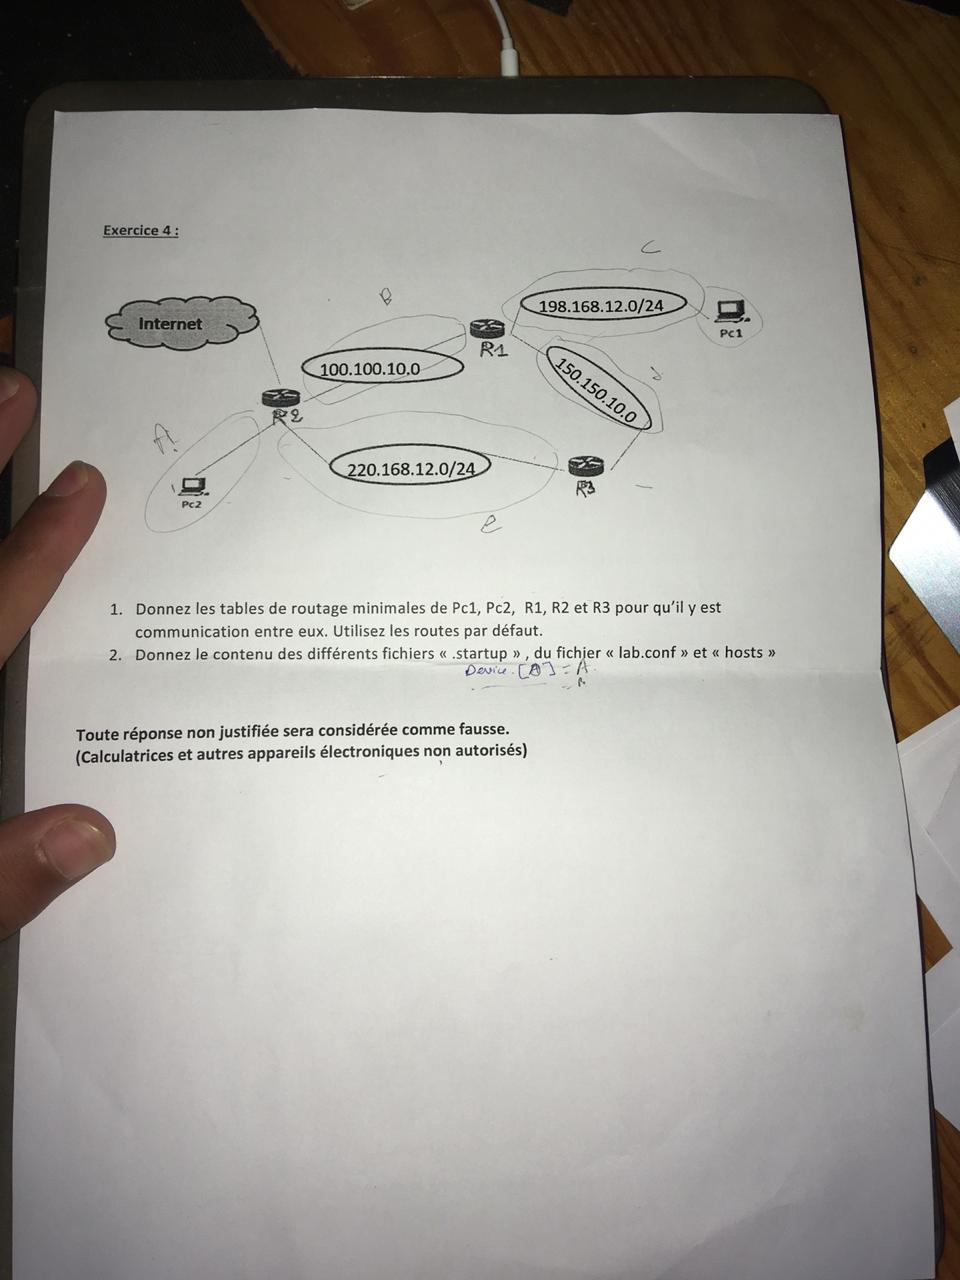 Exercice 4 :
C
B
Internet
198.168.12.0/24
Pc1
R1
100.100.10.0
150.150.10.0
R2
A
220.168.12.0/24
R3
Pc2
e
1. Donnez les tables de routage minimales de Pc1, Pc2, R1, R2 et R3 pour qu'il y est
communication entre eux. Utilisez les routes par défaut.
2. Donnez le contenu des différents fichiers « .startup » , du fichier « lab.conf » et « hosts »
Device.[A] = A
Toute réponse non justifiée sera considérée comme fausse.
(Calculatrices et autres appareils électroniques non autorisés)